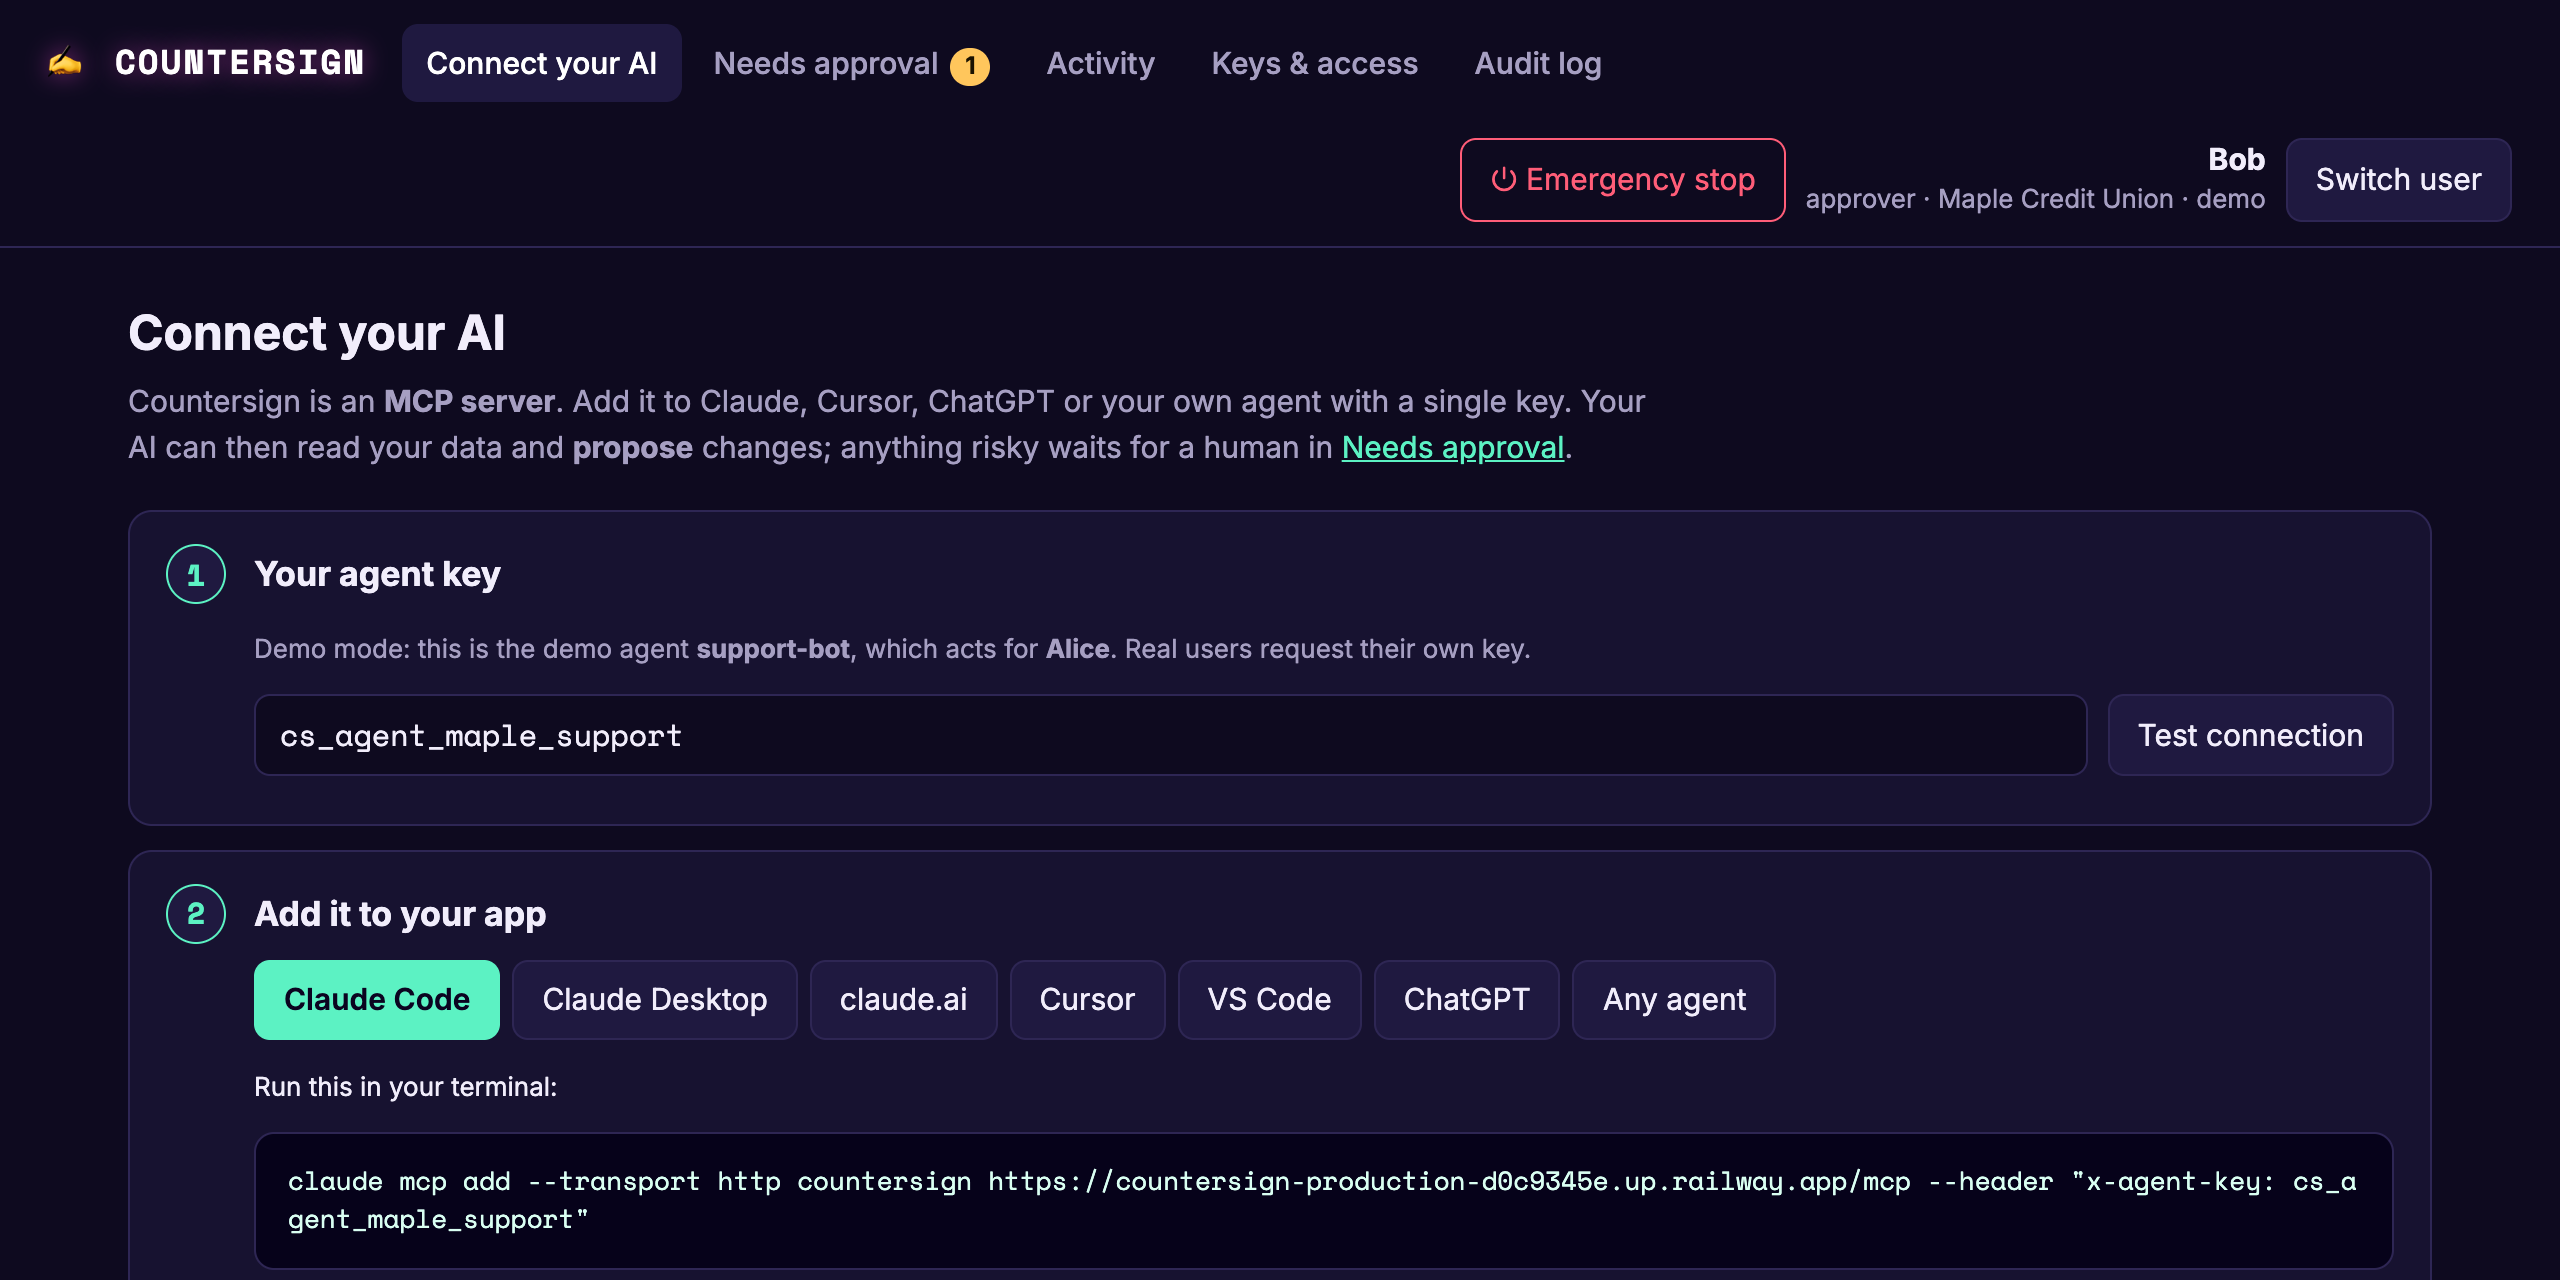 ✍️ COUNTERSIGN Connect your AI Needs approval 1 Activity Keys & access Audit log
Emergency stop
Bob
approver · Maple Credit Union · demo
Switch user
Connect your AI
Countersign is an MCP server. Add it to Claude, Cursor, ChatGPT or your own agent with a single key. Your
AI can then read your data and propose changes; anything risky waits for a human in Needs approval.
1 Your agent key
Demo mode: this is the demo agent support-bot, which acts for Alice. Real users request their own key.
cs_agent_maple_support Test connection
2 Add it to your app
Claude Code Claude Desktop claude.ai Cursor VS Code ChatGPT Any agent
Run this in your terminal:
claude mcp add --transport http countersign https://countersign-production-d0c9345e.up.railway.app/mcp --header "x-agent-key: cs_a
gent_maple_support"